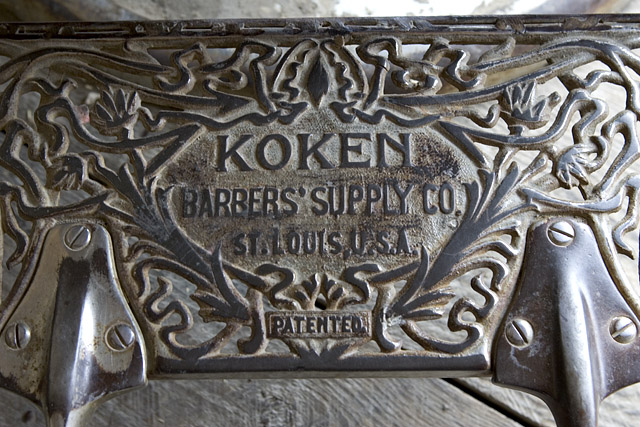 KOKEN
BARBERS' SUPPLY CO.
ST. LOUIS, U.S.A.
PATENTED.